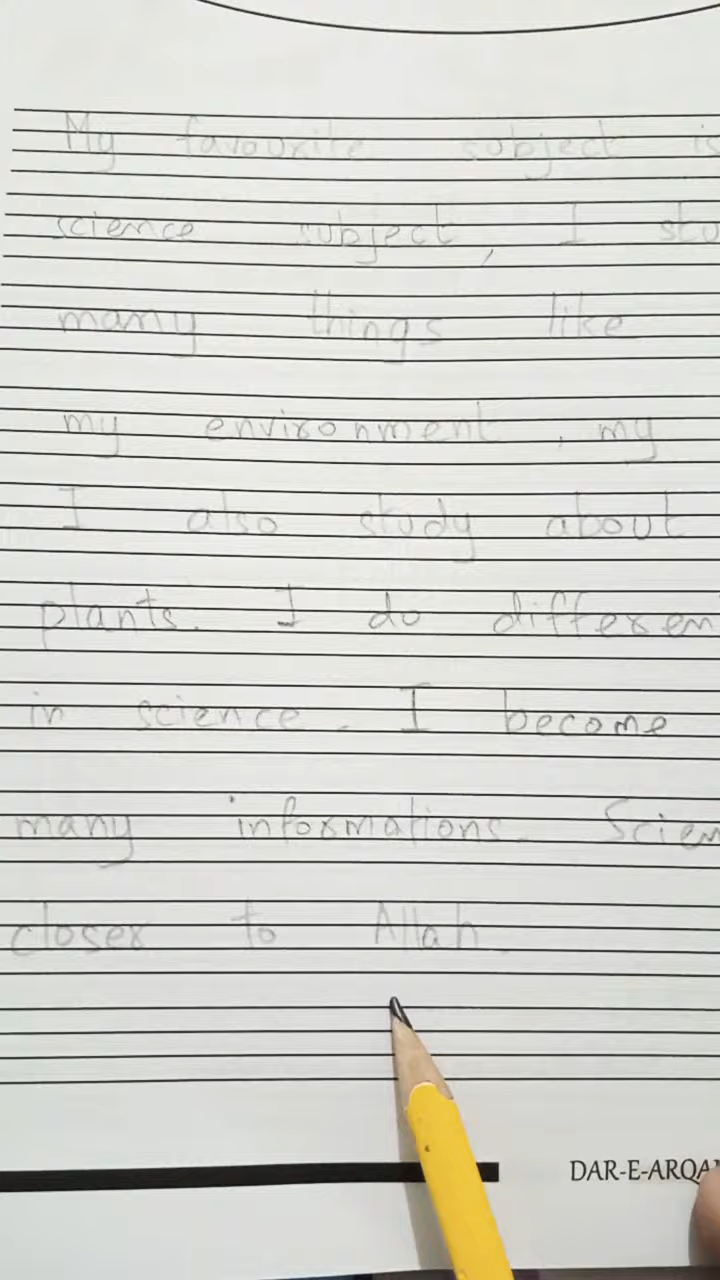 My favourite subject is
science subject, I stu
many things like
my environment, my
I also study about
plants. I do differen
in science. I become
many informations. Scien
closer to Allah.
DAR-E-ARQA